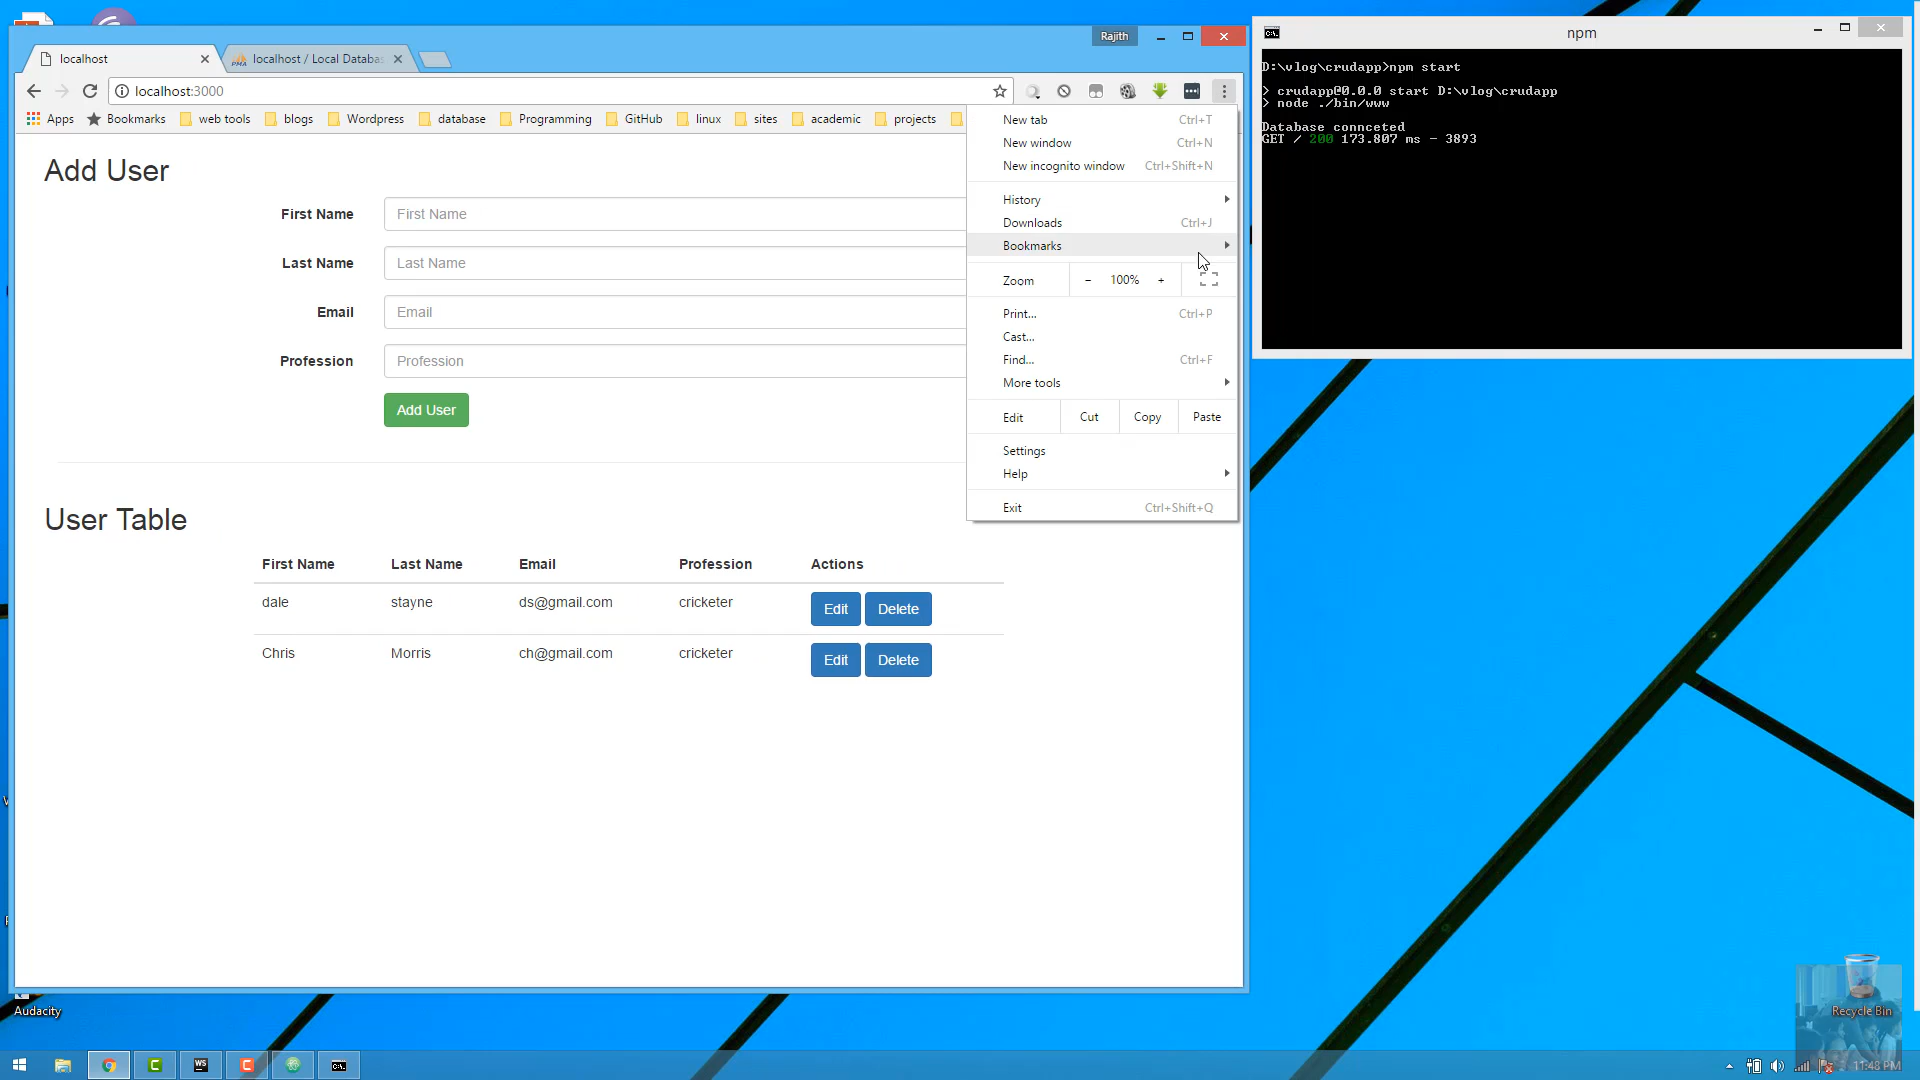 Rajith
localhost
localhost / Local Databa
localhost:3000
Apps Bookmarks web tools blogs Wordpress database Programming GitHub linux sites academic projects
New tab Ctrl+T
New window Ctrl+N
New incognito window Ctrl+Shift+N
History
Downloads Ctrl+J
Bookmarks
Zoom - 100% +
Print... Ctrl+P
Cast...
Find... Ctrl+F
More tools
Edit Cut Copy Paste
Settings
Help
Exit Ctrl+Shift+Q
Add User
First Name First Name
Last Name Last Name
Email Email
Profession Profession
Add User
User Table
First Name Last Name Email Profession Actions
dale stayne ds@gmail.com cricketer Edit Delete
Chris Morris ch@gmail.com cricketer Edit Delete
npm
D:\vlog\crudapp>npm start
> crudapp@0.0.0 start D:\vlog\crudapp
> node ./bin/www
Database connceted
GET / 200 173.807 ms - 3893
Audacity
Recycle Bin
11:48 PM